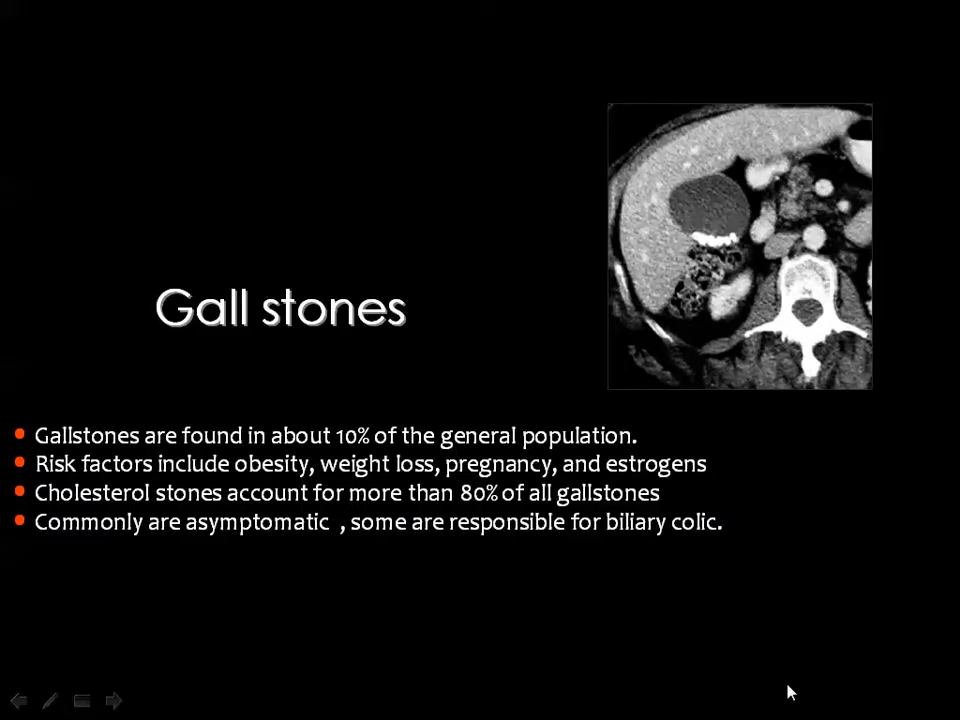 Gall stones
Gallstones are found in about 10% of the general population.
Risk factors include obesity, weight loss, pregnancy, and estrogens
Cholesterol stones account for more than 80% of all gallstones
Commonly are asymptomatic , some are responsible for biliary colic.